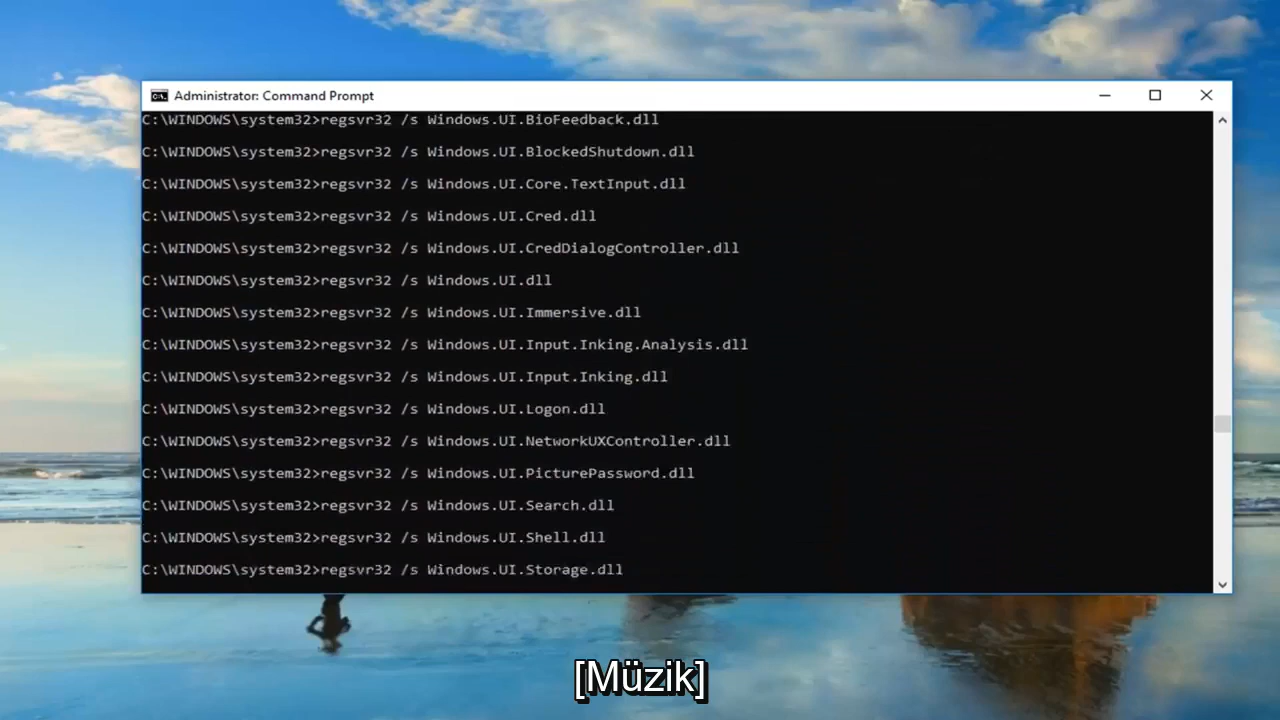 Administrator: Command Prompt
C:\WINDOWS\system32>regsvr32 /s Windows.UI.BioFeedback.dll
C:\WINDOWS\system32>regsvr32 /s Windows.UI.BlockedShutdown.dll
C:\WINDOWS\system32>regsvr32 /s Windows.UI.Core.TextInput.dll
C:\WINDOWS\system32>regsvr32 /s Windows.UI.Cred.dll
C:\WINDOWS\system32>regsvr32 /s Windows.UI.CredDialogController.dll
C:\WINDOWS\system32>regsvr32 /s Windows.UI.dll
C:\WINDOWS\system32>regsvr32 /s Windows.UI.Immersive.dll
C:\WINDOWS\system32>regsvr32 /s Windows.UI.Input.Inking.Analysis.dll
C:\WINDOWS\system32>regsvr32 /s Windows.UI.Input.Inking.dll
C:\WINDOWS\system32>regsvr32 /s Windows.UI.Logon.dll
C:\WINDOWS\system32>regsvr32 /s Windows.UI.NetworkUXController.dll
C:\WINDOWS\system32>regsvr32 /s Windows.UI.PicturePassword.dll
C:\WINDOWS\system32>regsvr32 /s Windows.UI.Search.dll
C:\WINDOWS\system32>regsvr32 /s Windows.UI.Shell.dll
C:\WINDOWS\system32>regsvr32 /s Windows.UI.Storage.dll
[Müzik]